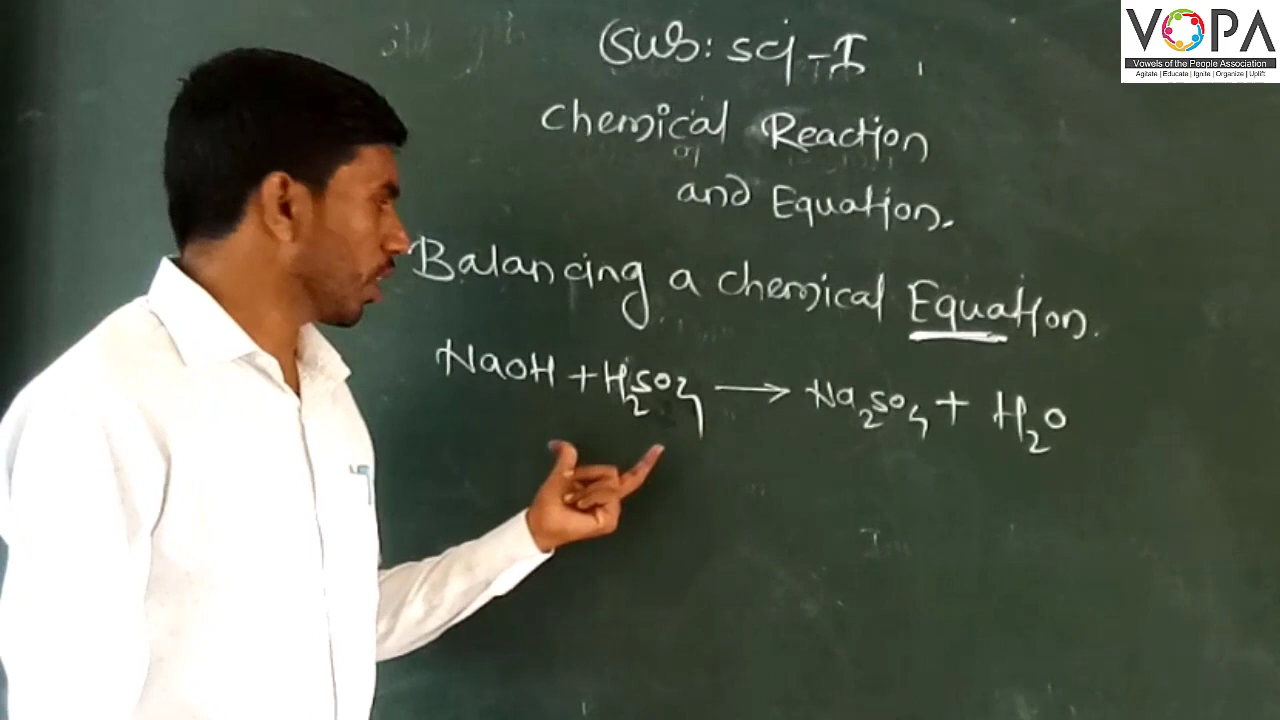 VOPA
Vowels of the People Association
Agitate | Educate | Ignite | Organize | Uplift
Sub: Sci-I
Chemical Reaction
and Equation.
Balancing a chemical Equation.
NaOH + H₂SO₄ → Na₂SO₄ + H₂O